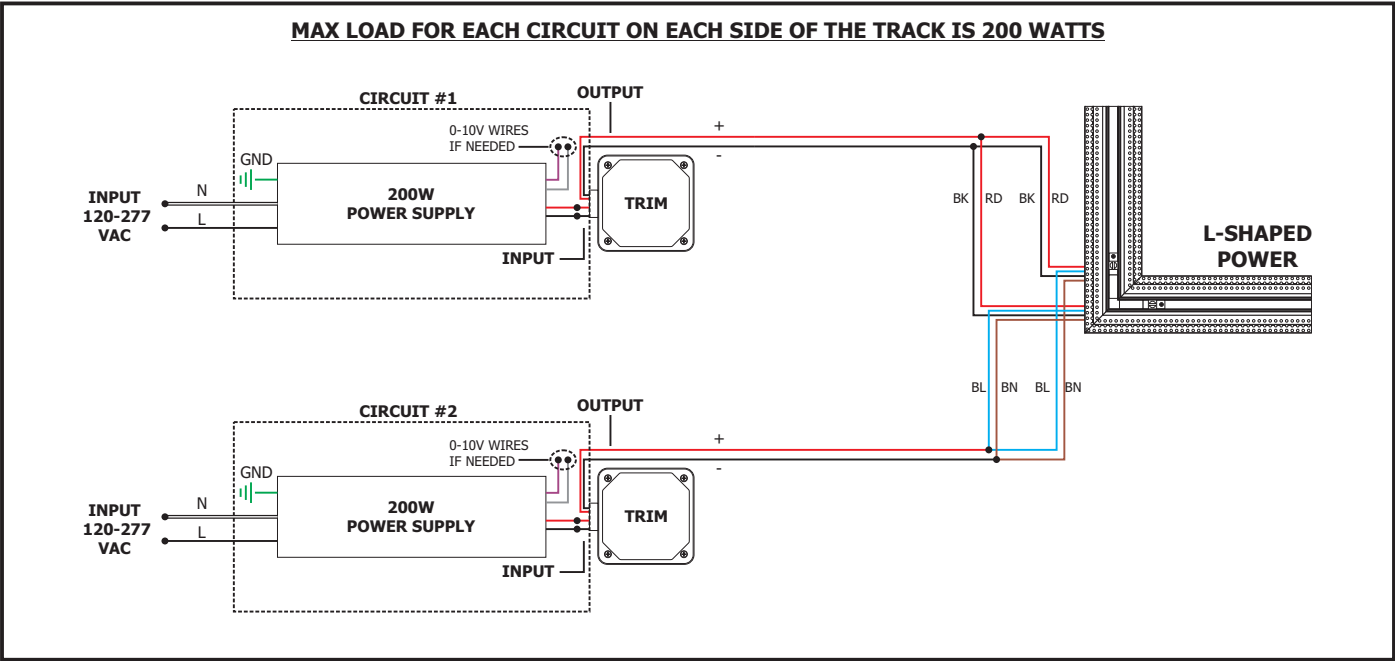 MAX LOAD FOR EACH CIRCUIT ON EACH SIDE OF THE TRACK IS 200 WATTS
CIRCUIT #1
OUTPUT
0-10V WIRES
IF NEEDED
+
-
GND
INPUT
120-277
VAC
N
L
200W
POWER SUPPLY
TRIM
INPUT
BK
RD
BK
RD
L-SHAPED
POWER
BL
BN
BL
BN
CIRCUIT #2
OUTPUT
0-10V WIRES
IF NEEDED
+
-
GND
INPUT
120-277
VAC
N
L
200W
POWER SUPPLY
TRIM
INPUT